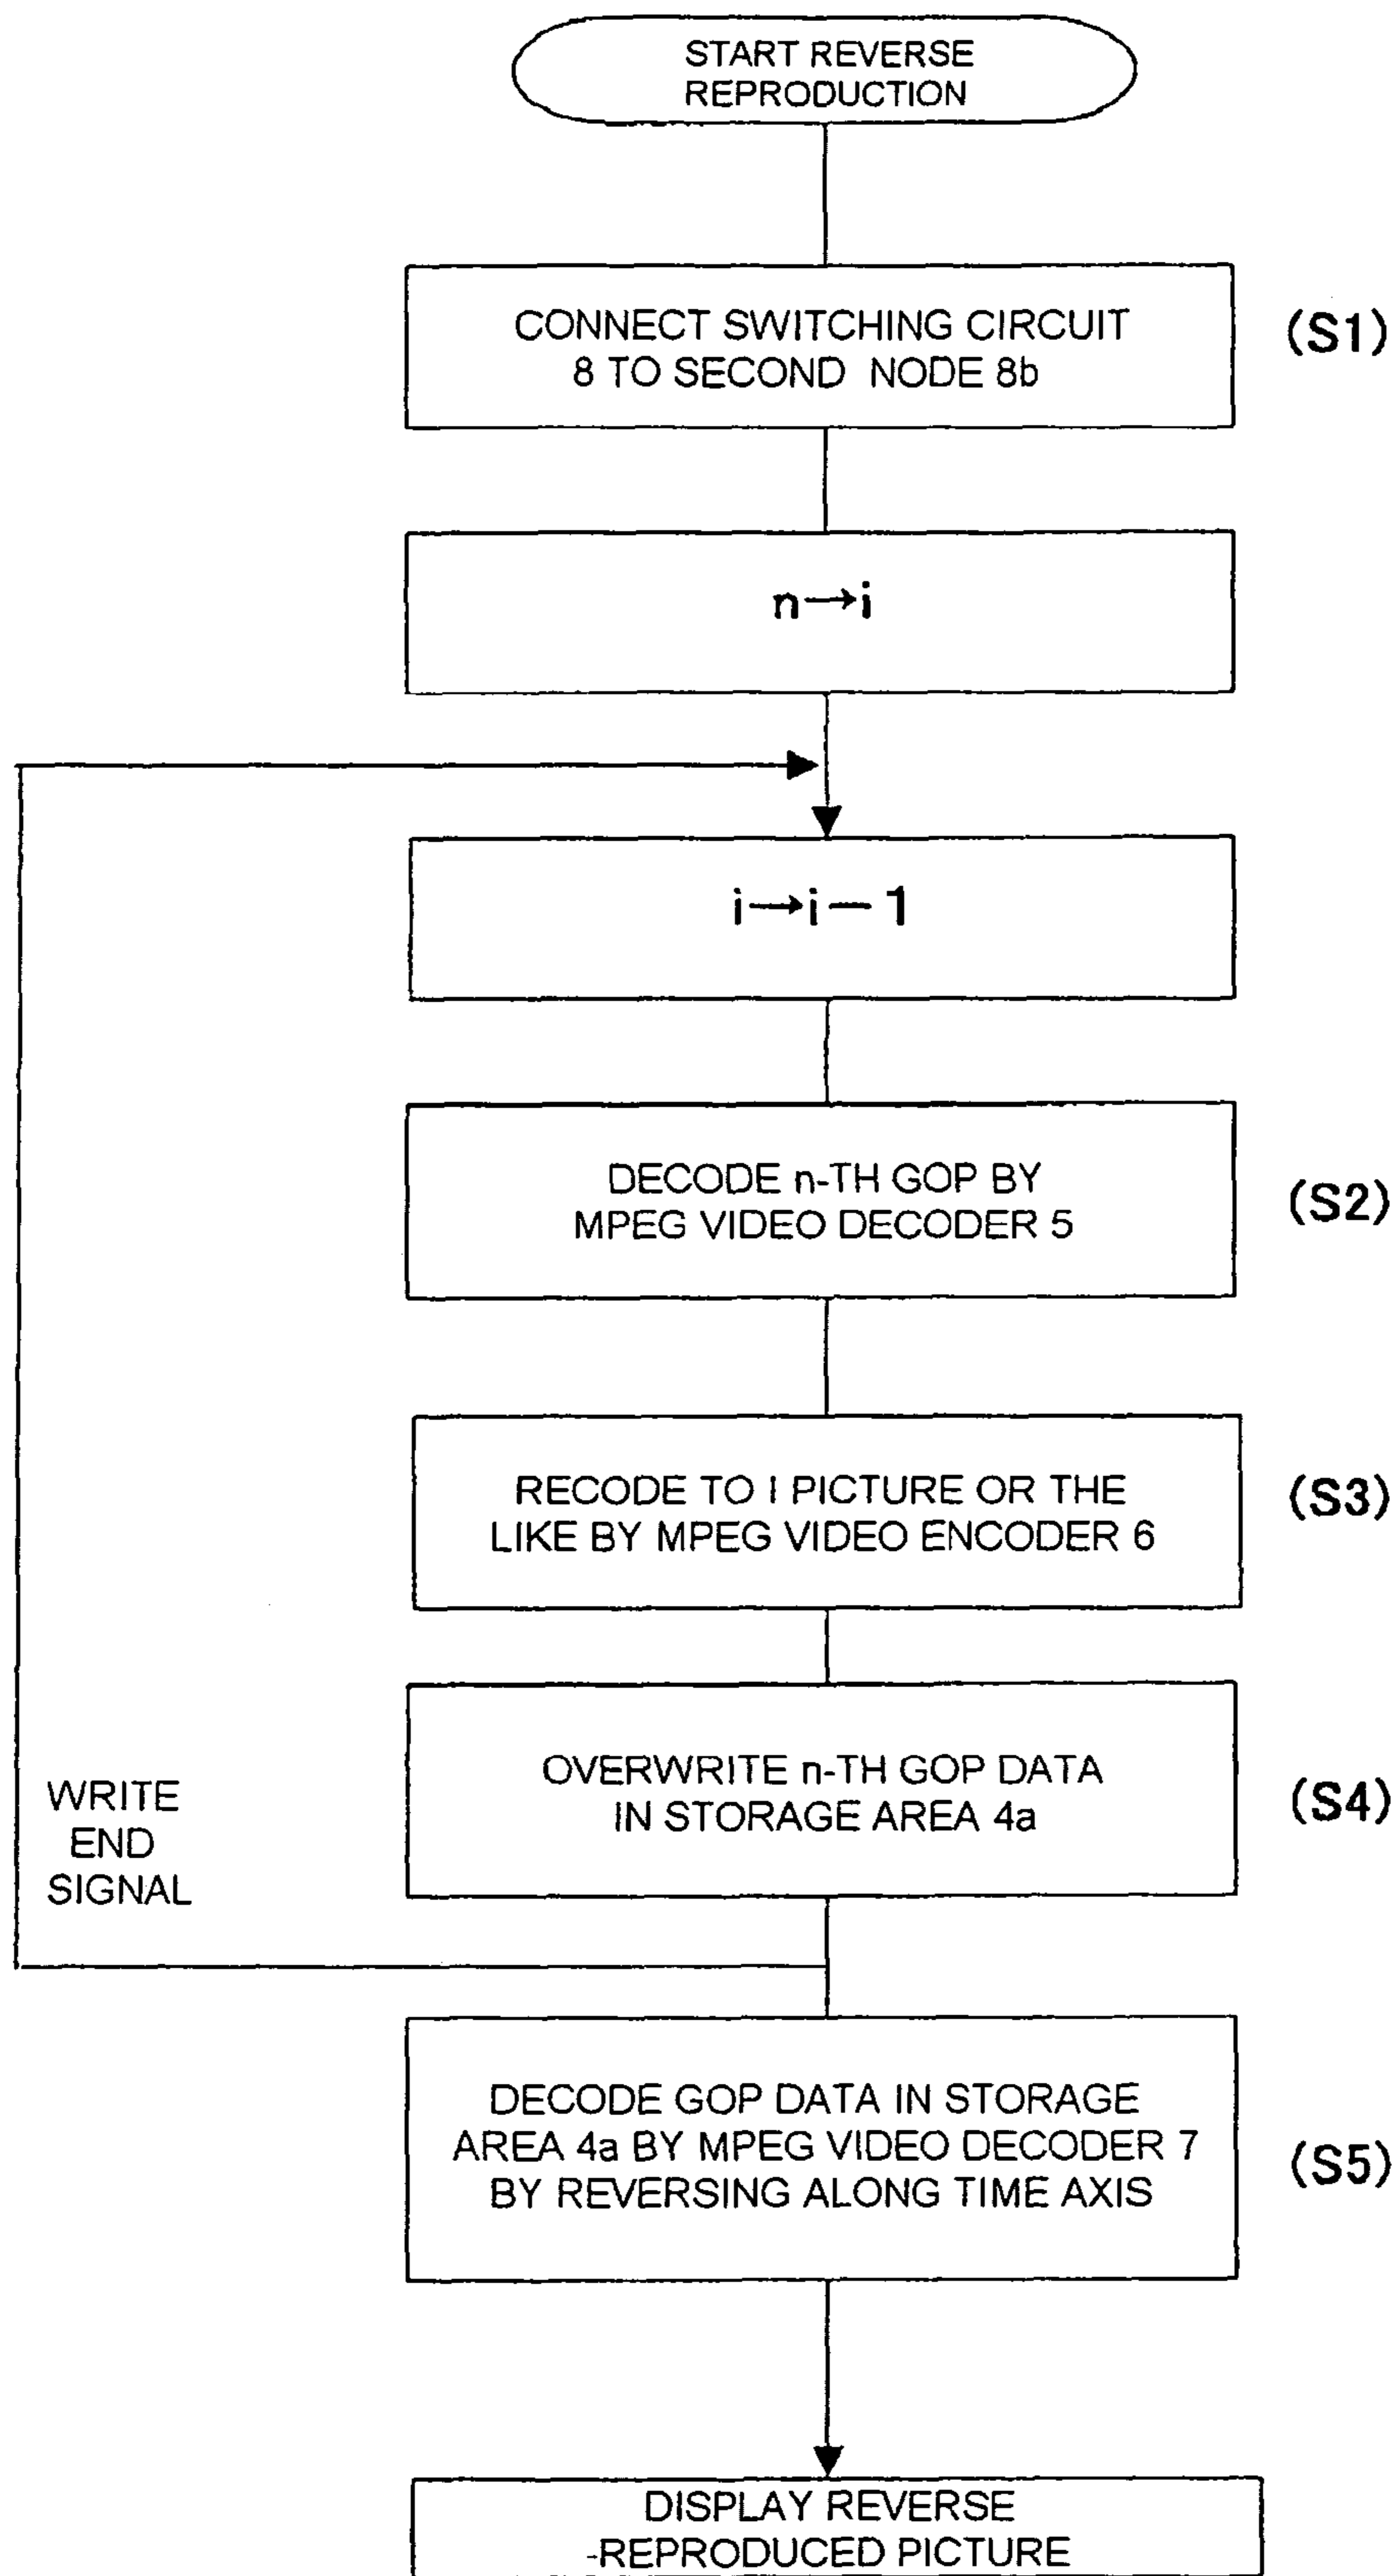 START REVERSE
REPRODUCTION
CONNECT SWITCHING CIRCUIT
8 TO SECOND NODE 8b
(S1)
n→i
i→i−1
DECODE n-TH GOP BY
MPEG VIDEO DECODER 5
(S2)
RECODE TO I PICTURE OR THE
LIKE BY MPEG VIDEO ENCODER 6
(S3)
OVERWRITE n-TH GOP DATA
IN STORAGE AREA 4a
(S4)
WRITE
END
SIGNAL
DECODE GOP DATA IN STORAGE
AREA 4a BY MPEG VIDEO DECODER 7
BY REVERSING ALONG TIME AXIS
(S5)
DISPLAY REVERSE
-REPRODUCED PICTURE